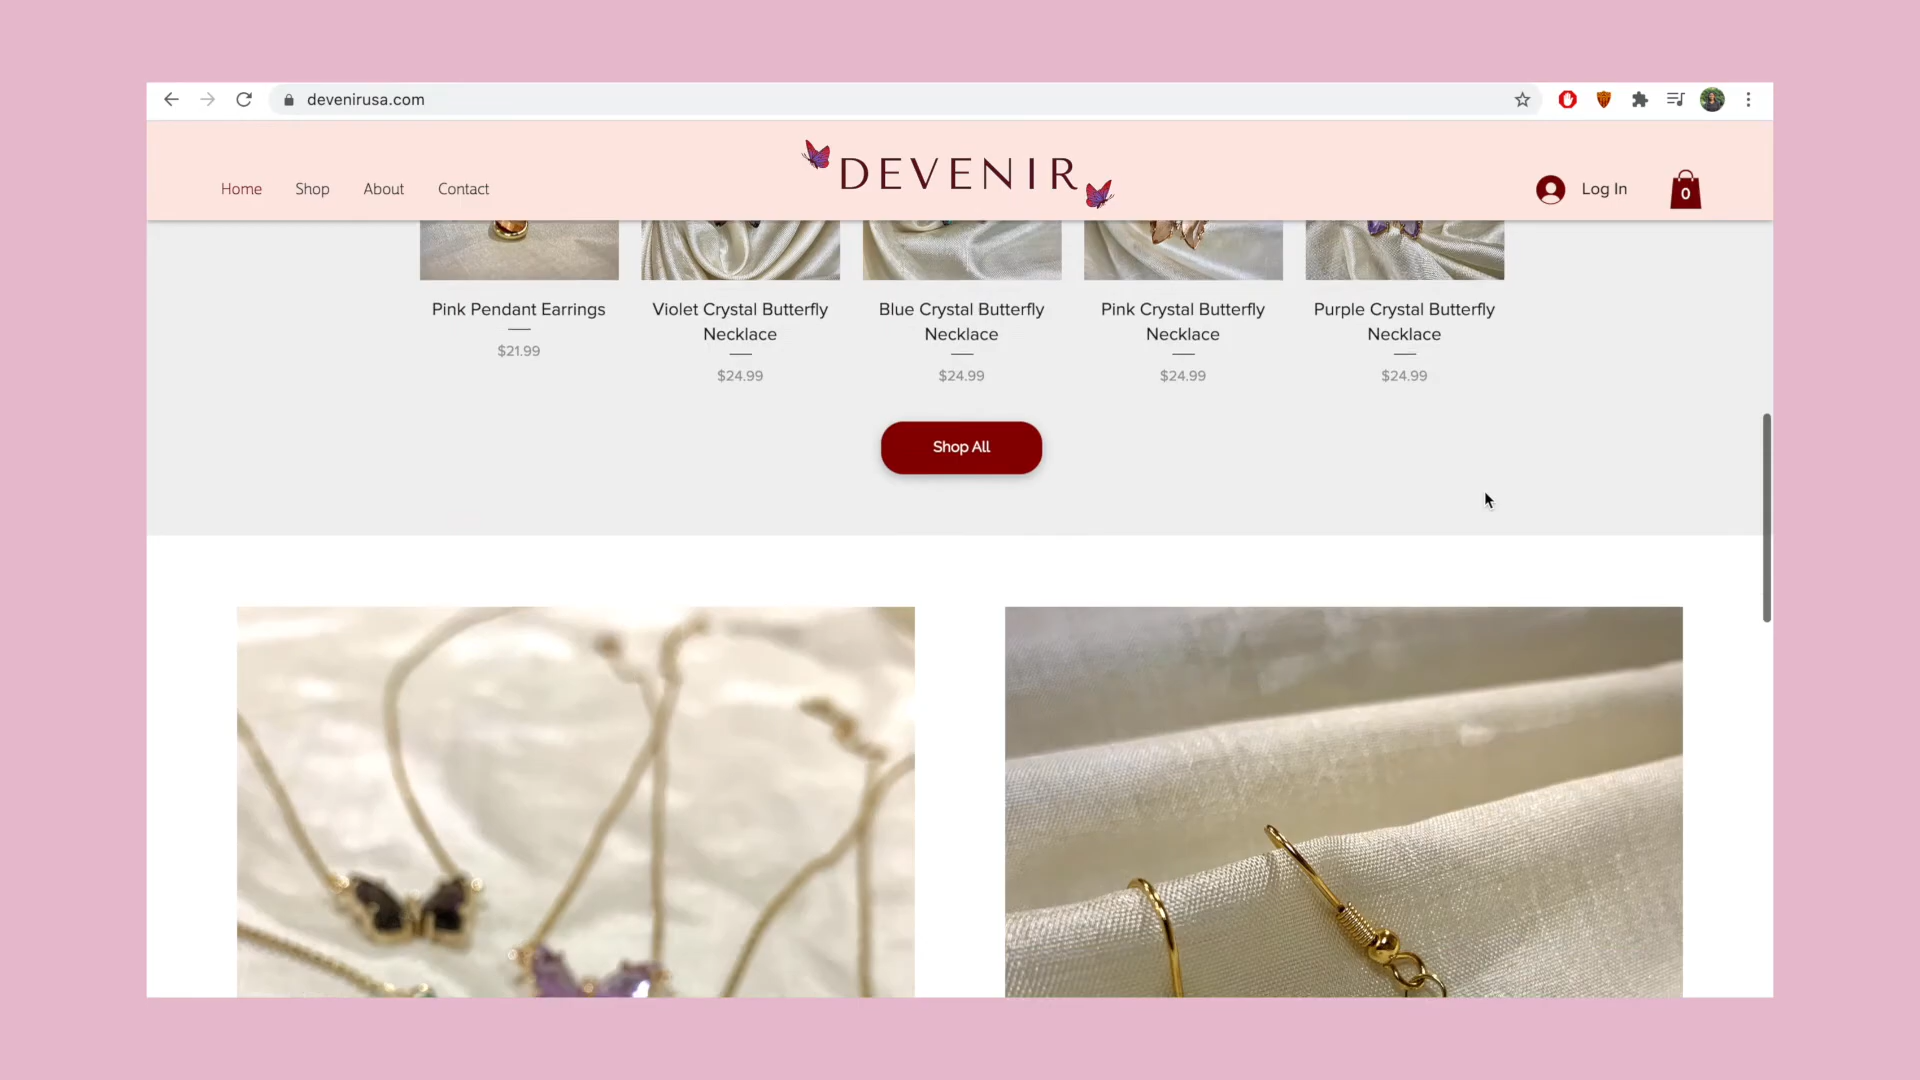 devenirusa.com
DEVENIR
Home Shop About Contact
Log In
0
Pink Pendant Earrings
$21.99
Violet Crystal Butterfly
Necklace
$24.99
Blue Crystal Butterfly
Necklace
$24.99
Pink Crystal Butterfly
Necklace
$24.99
Purple Crystal Butterfly
Necklace
$24.99
Shop All